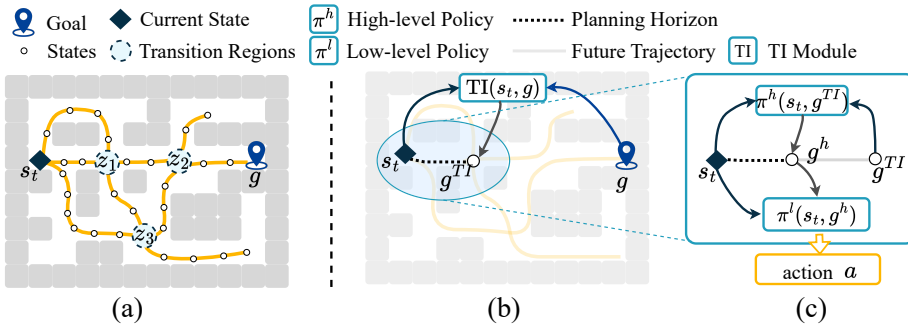 Goal
Current State
States
Transition Regions
π^h High-level Policy
π^l Low-level Policy
Planning Horizon
Future Trajectory
TI TI Module
s_t
z_1
z_2
z_3
g
(a)
TI(s_t, g)
s_t
g^{TI}
g
(b)
π^h(s_t, g^{TI})
s_t
g^h
g^{TI}
π^l(s_t, g^h)
action a
(c)